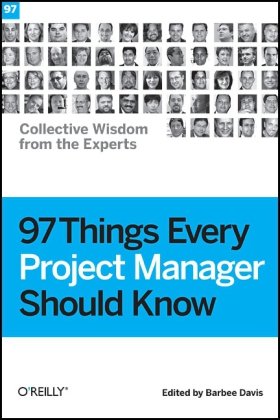 97
Collective Wisdom
from the Experts
97 Things Every
Project Manager
Should Know
O'REILLY®
Edited by Barbee Davis